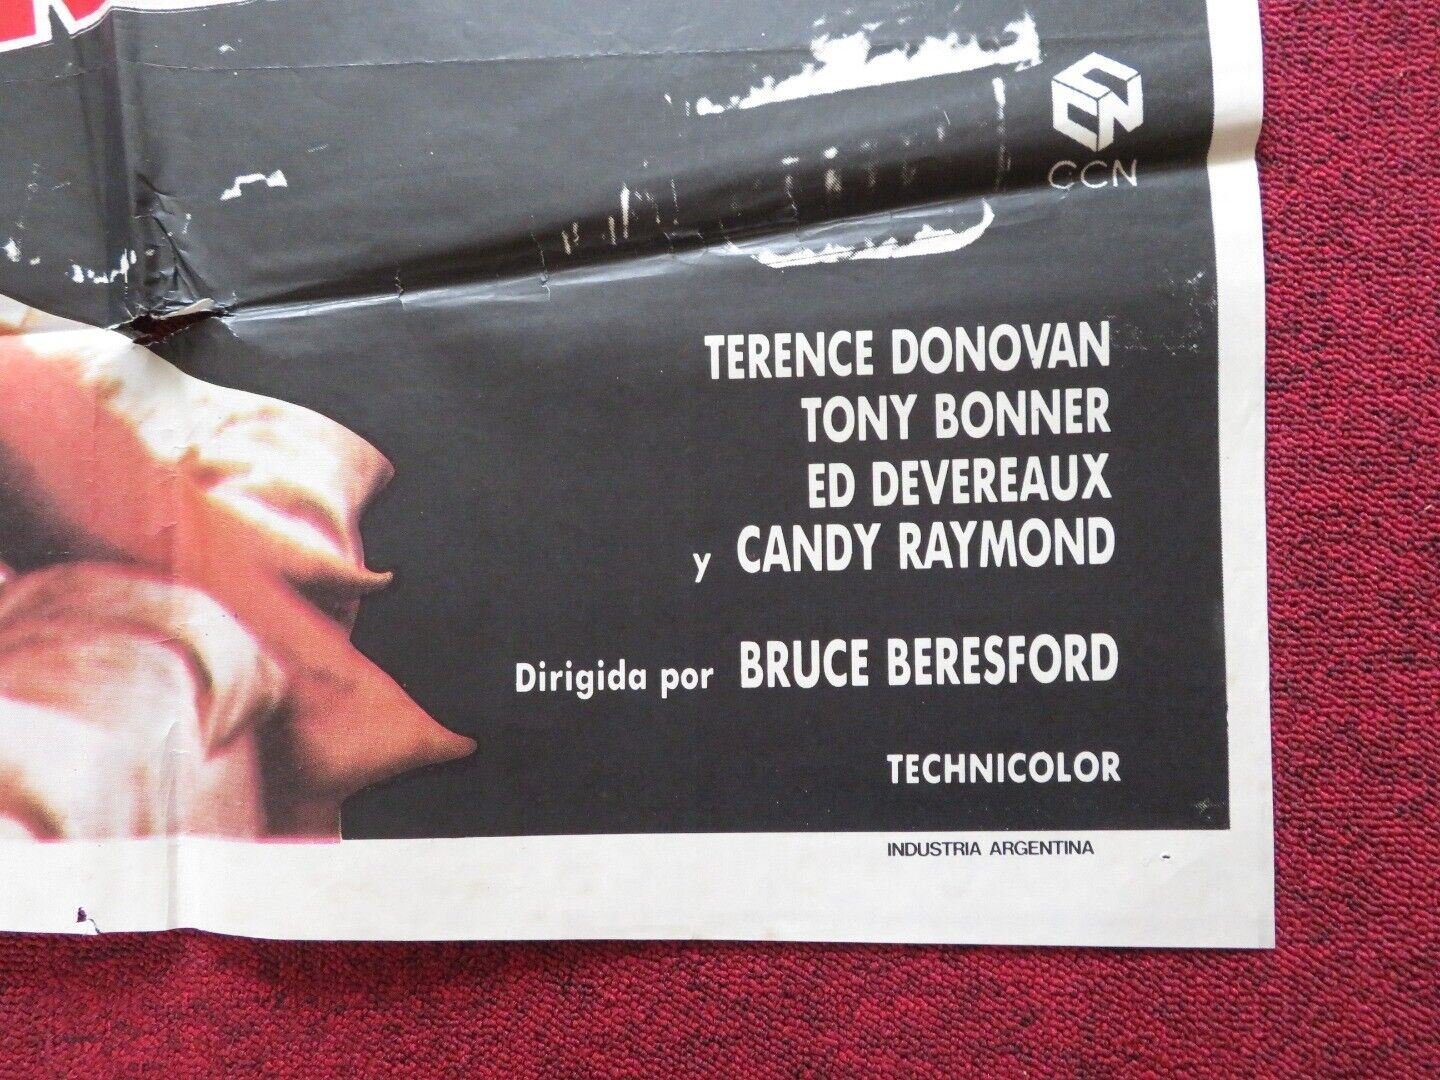 CCN
TERENCE DONOVAN
TONY BONNER
ED DEVEREAUX
y CANDY RAYMOND
Dirigida por BRUCE BERESFORD
TECHNICOLOR
INDUSTRIA ARGENTINA